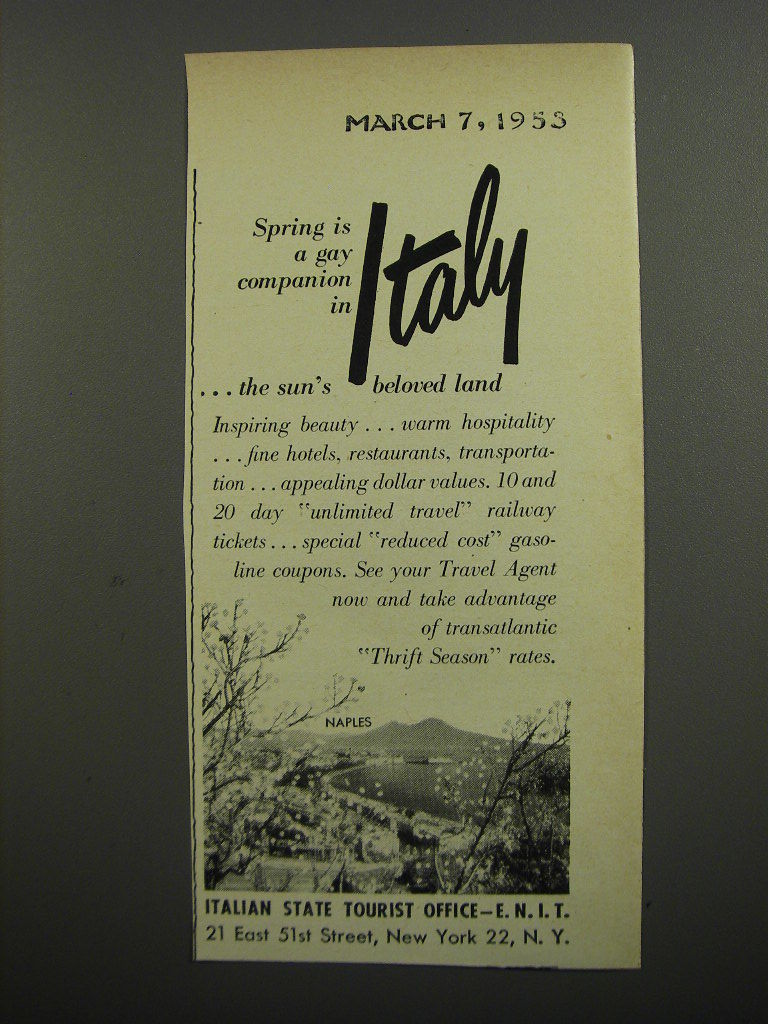 MARCH 7, 1953
Spring is
a gay
companion
in
Italy
...the sun's beloved land
Inspiring beauty... warm hospitality
...fine hotels, restaurants, transporta-
tion... appealing dollar values. 10 and
20 day "unlimited travel" railway
tickets... special "reduced cost" gaso-
line coupons. See your Travel Agent
now and take advantage
of transatlantic
"Thrift Season" rates.
NAPLES
ITALIAN STATE TOURIST OFFICE—E. N. I. T.
21 East 51st Street, New York 22, N. Y.